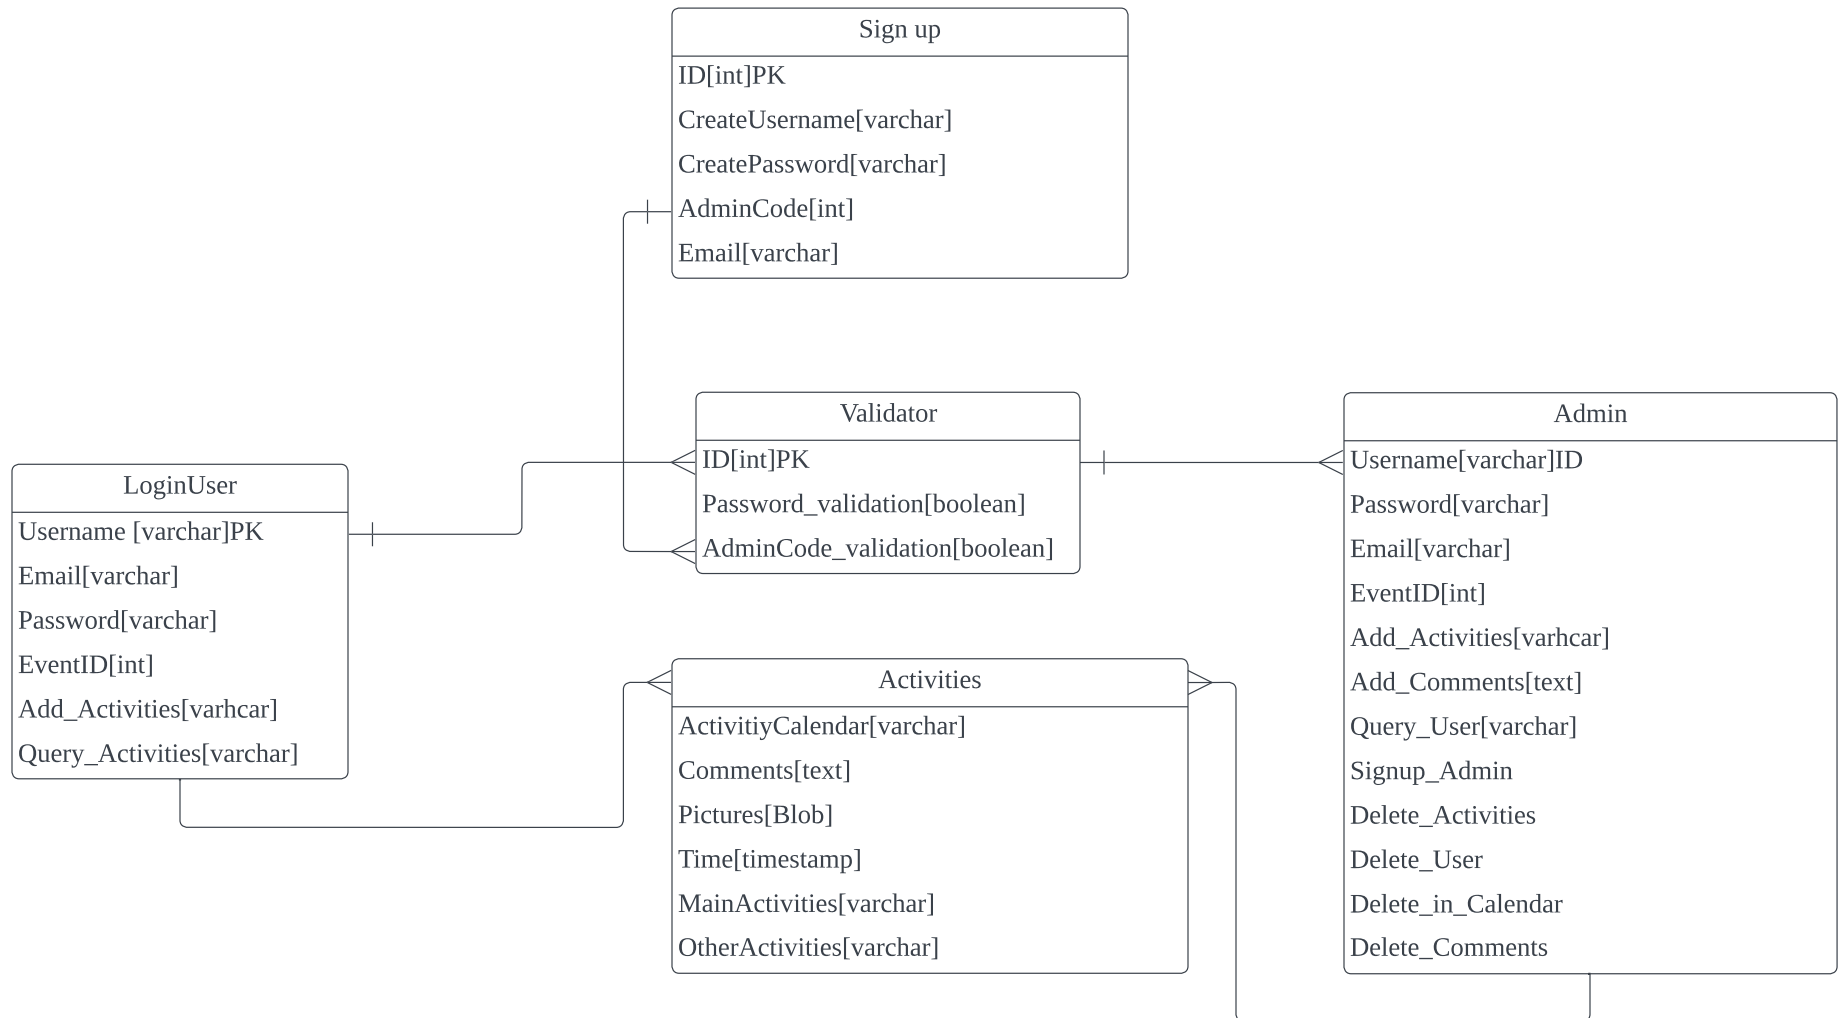 Sign up
ID[int]PK
CreateUsername[varchar]
CreatePassword[varchar]
AdminCode[int]
Email[varchar]
Validator
ID[int]PK
Password_validation[boolean]
AdminCode_validation[boolean]
Admin
Username[varchar]ID
Password[varchar]
Email[varchar]
EventID[int]
Add_Activities[varhcar]
Add_Comments[text]
Query_User[varchar]
Signup_Admin
Delete_Activities
Delete_User
Delete_in_Calendar
Delete_Comments
LoginUser
Username [varchar]PK
Email[varchar]
Password[varchar]
EventID[int]
Add_Activities[varhcar]
Query_Activities[varchar]
Activities
ActivitiyCalendar[varchar]
Comments[text]
Pictures[Blob]
Time[timestamp]
MainActivities[varchar]
OtherActivities[varchar]